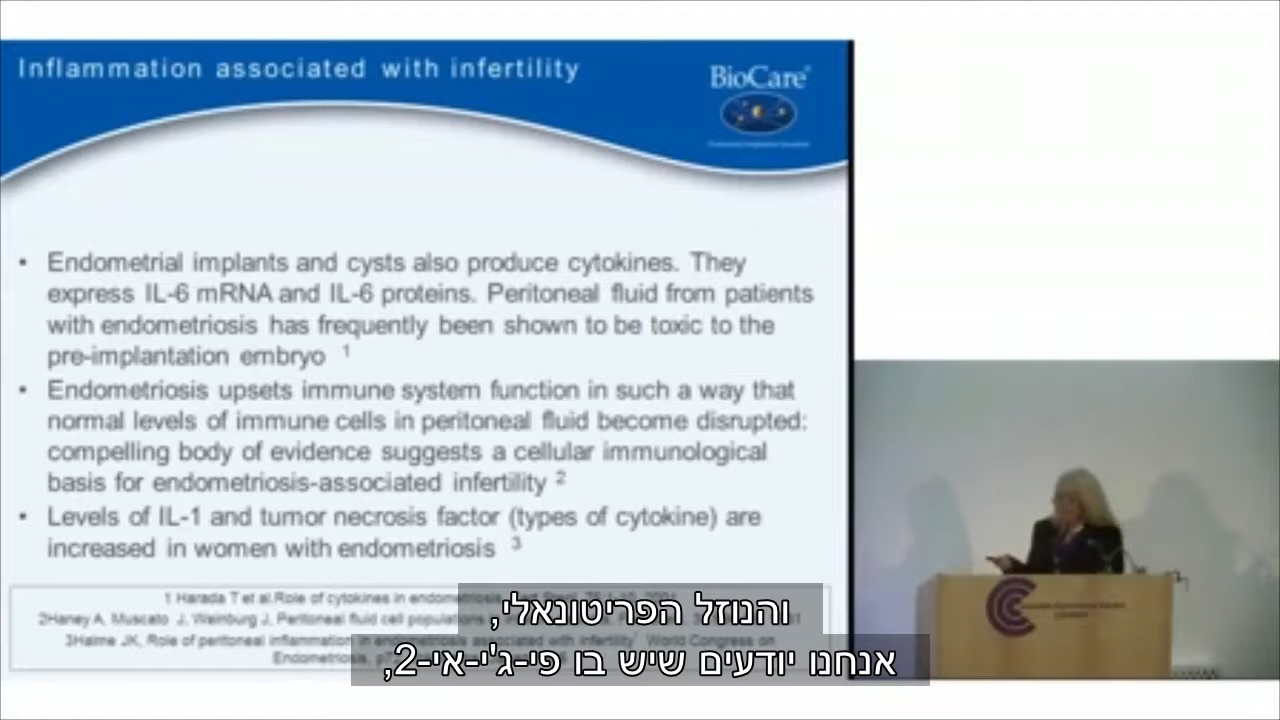 Inflammation associated with infertility
BioCare®
• Endometrial implants and cysts also produce cytokines. They
express IL-6 mRNA and IL-6 proteins. Peritoneal fluid from patients
with endometriosis has frequently been shown to be toxic to the
pre-implantation embryo 1
• Endometriosis upsets immune system function in such a way that
normal levels of immune cells in peritoneal fluid become disrupted:
compelling body of evidence suggests a cellular immunological
basis for endometriosis-associated infertility 2
• Levels of IL-1 and tumor necrosis factor (types of cytokine) are
increased in women with endometriosis 3
1 Harada T et al.Role of cytokines in endometriosis
2Haney A, Muscato J, Weinburg J, Peritoneal fluid cell populations
3Halme JK, Role of peritoneal inflammation in endometriosis associated with infertility. World Congress on
Endometriosis,
והנוזל הפריטונאלי,
אנחנו יודעים שיש בו פי-ג'י-אי-2,